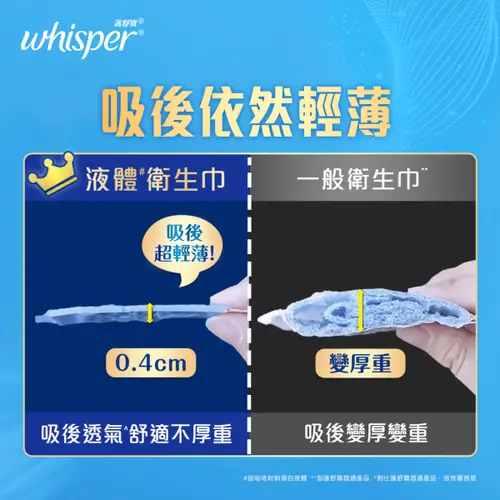 護舒寶®
whisper®
吸後依然輕薄
液體#衛生巾
一般衛生巾**
吸後
超輕薄!
0.4cm
變厚重
吸後透氣^舒適不厚重
吸後變厚變重